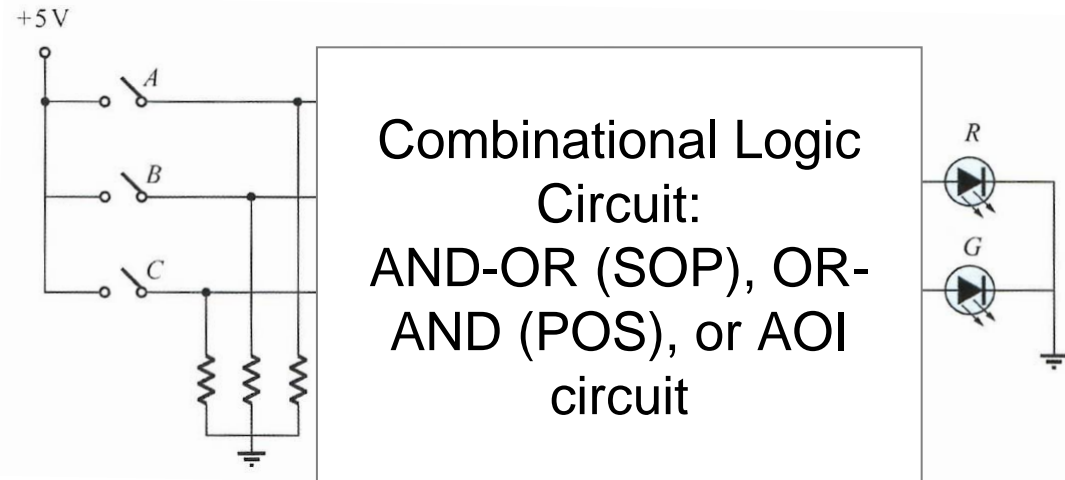 +5 V
A
B
C
Combinational Logic
Circuit:
AND-OR (SOP), OR-
AND (POS), or AOI
circuit
R
G